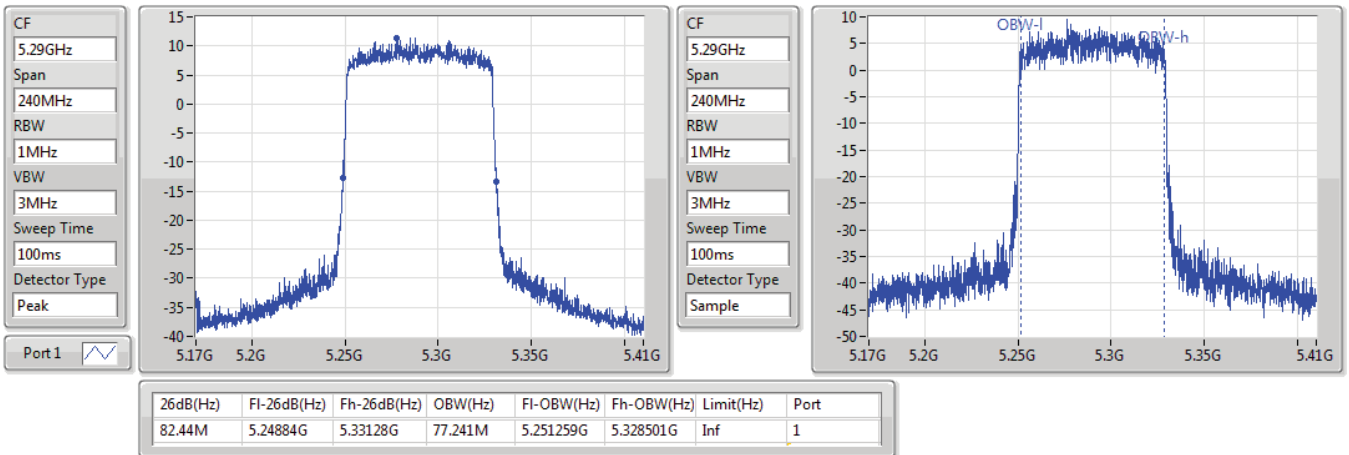 CF
5.29GHz
Span
240MHz
RBW
1MHz
VBW
3MHz
Sweep Time
100ms
Detector Type
Peak
Port 1
15
10
5
0
5
-10
-15
-20
-25
-30
-35
-40
5.17G 5.2G 5.25G 5.3G 5.35G 5.41G
CF
5.29GHz
Span
240MHz
RBW
1MHz
VBW
3MHz
Sweep Time
100ms
Detector Type
Sample
10
5
0
-5
-10
-15
-20
-25
-30
-35
-40
-45
-50
OBW-l
OBW-h
5.17G 5.2G 5.25G 5.3G 5.35G 5.41G
26dB(Hz) Fl-26dB(Hz) Fh-26dB(Hz) OBW(Hz) Fl-OBW(Hz) Fh-OBW(Hz) Limit(Hz) Port
82.44M 5.24884G 5.33128G 77.241M 5.251259G 5.328501G Inf 1